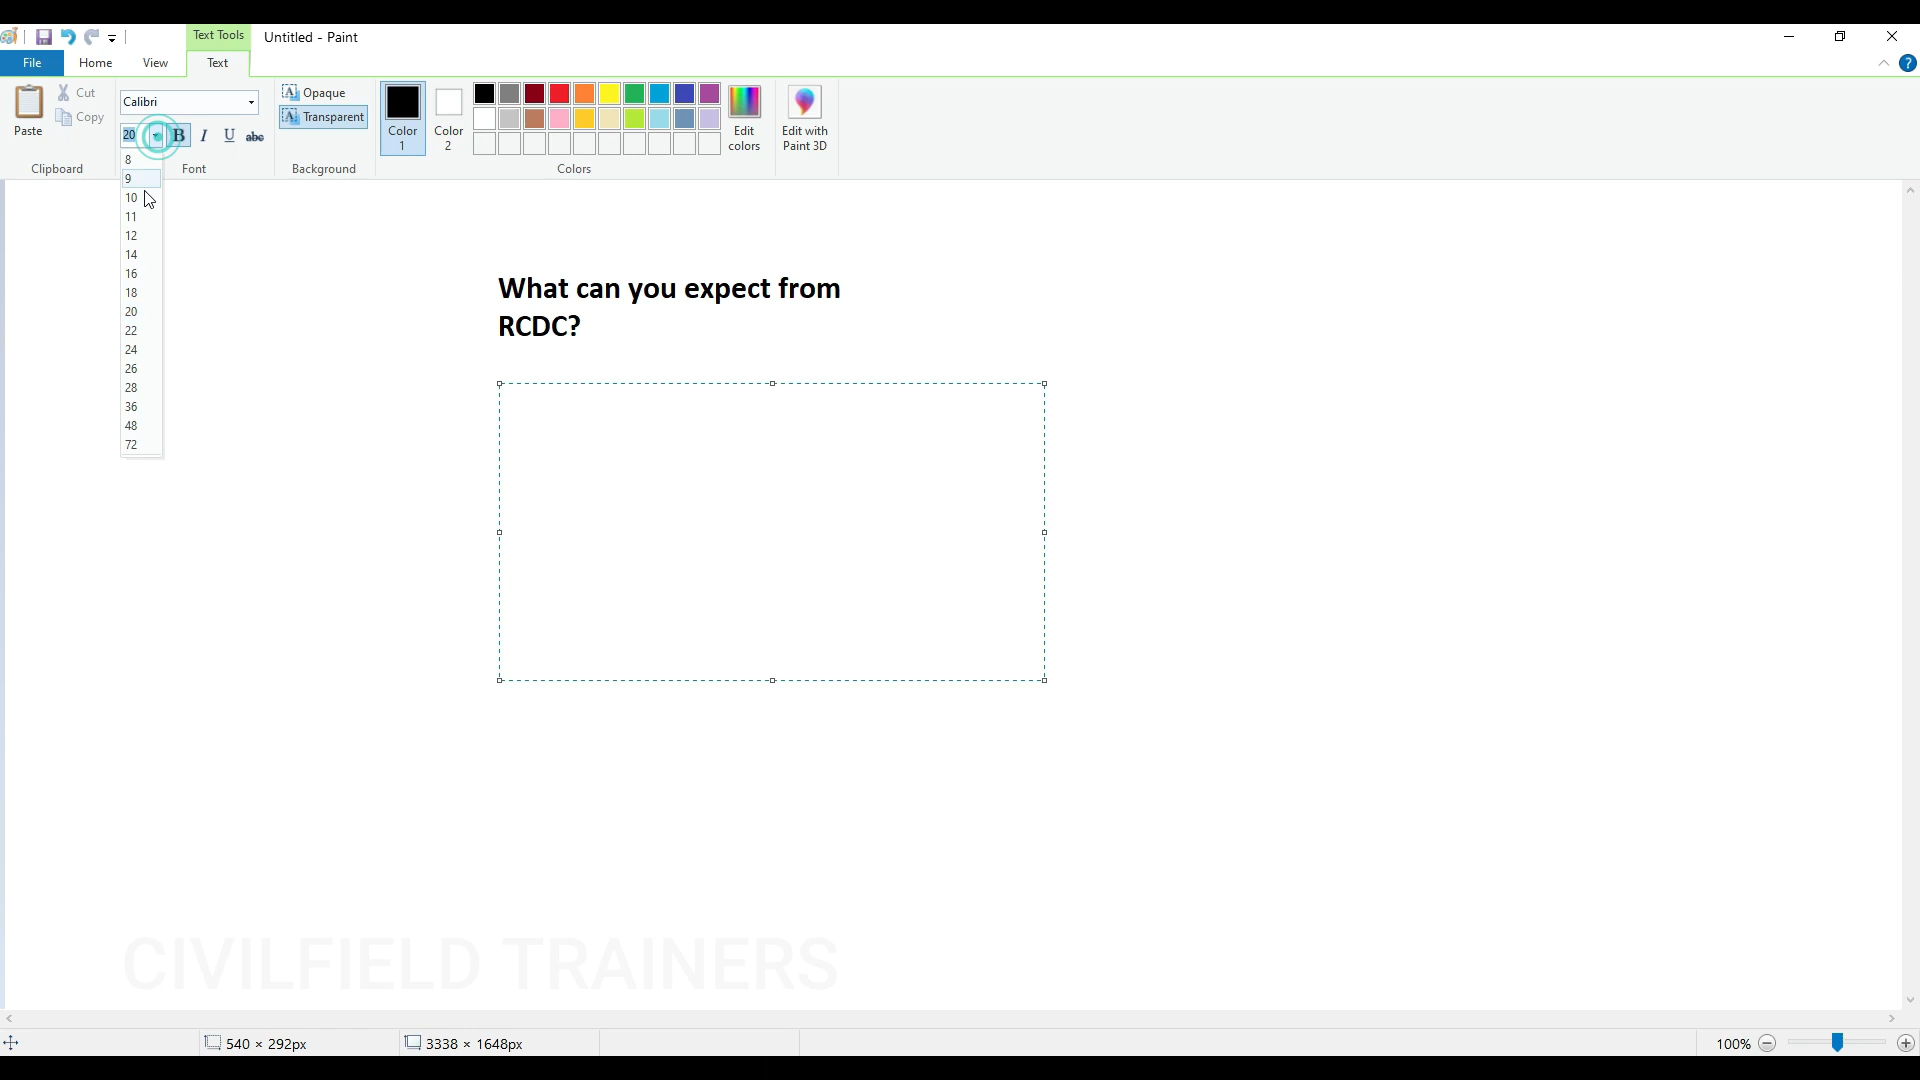 Text Tools
Untitled - Paint
File
Home
View
Text
Paste
Cut
Copy
Clipboard
Calibri
20
B
I
U
abc
Font
Opaque
Transparent
Background
Color
1
Color
2
Edit
colors
Edit with
Paint 3D
Colors
8
9
10
11
12
14
16
18
20
22
24
26
28
36
48
72
What can you expect from
RCDC?
CIVILFIELD TRAINERS
540 × 292px
3338 × 1648px
100%